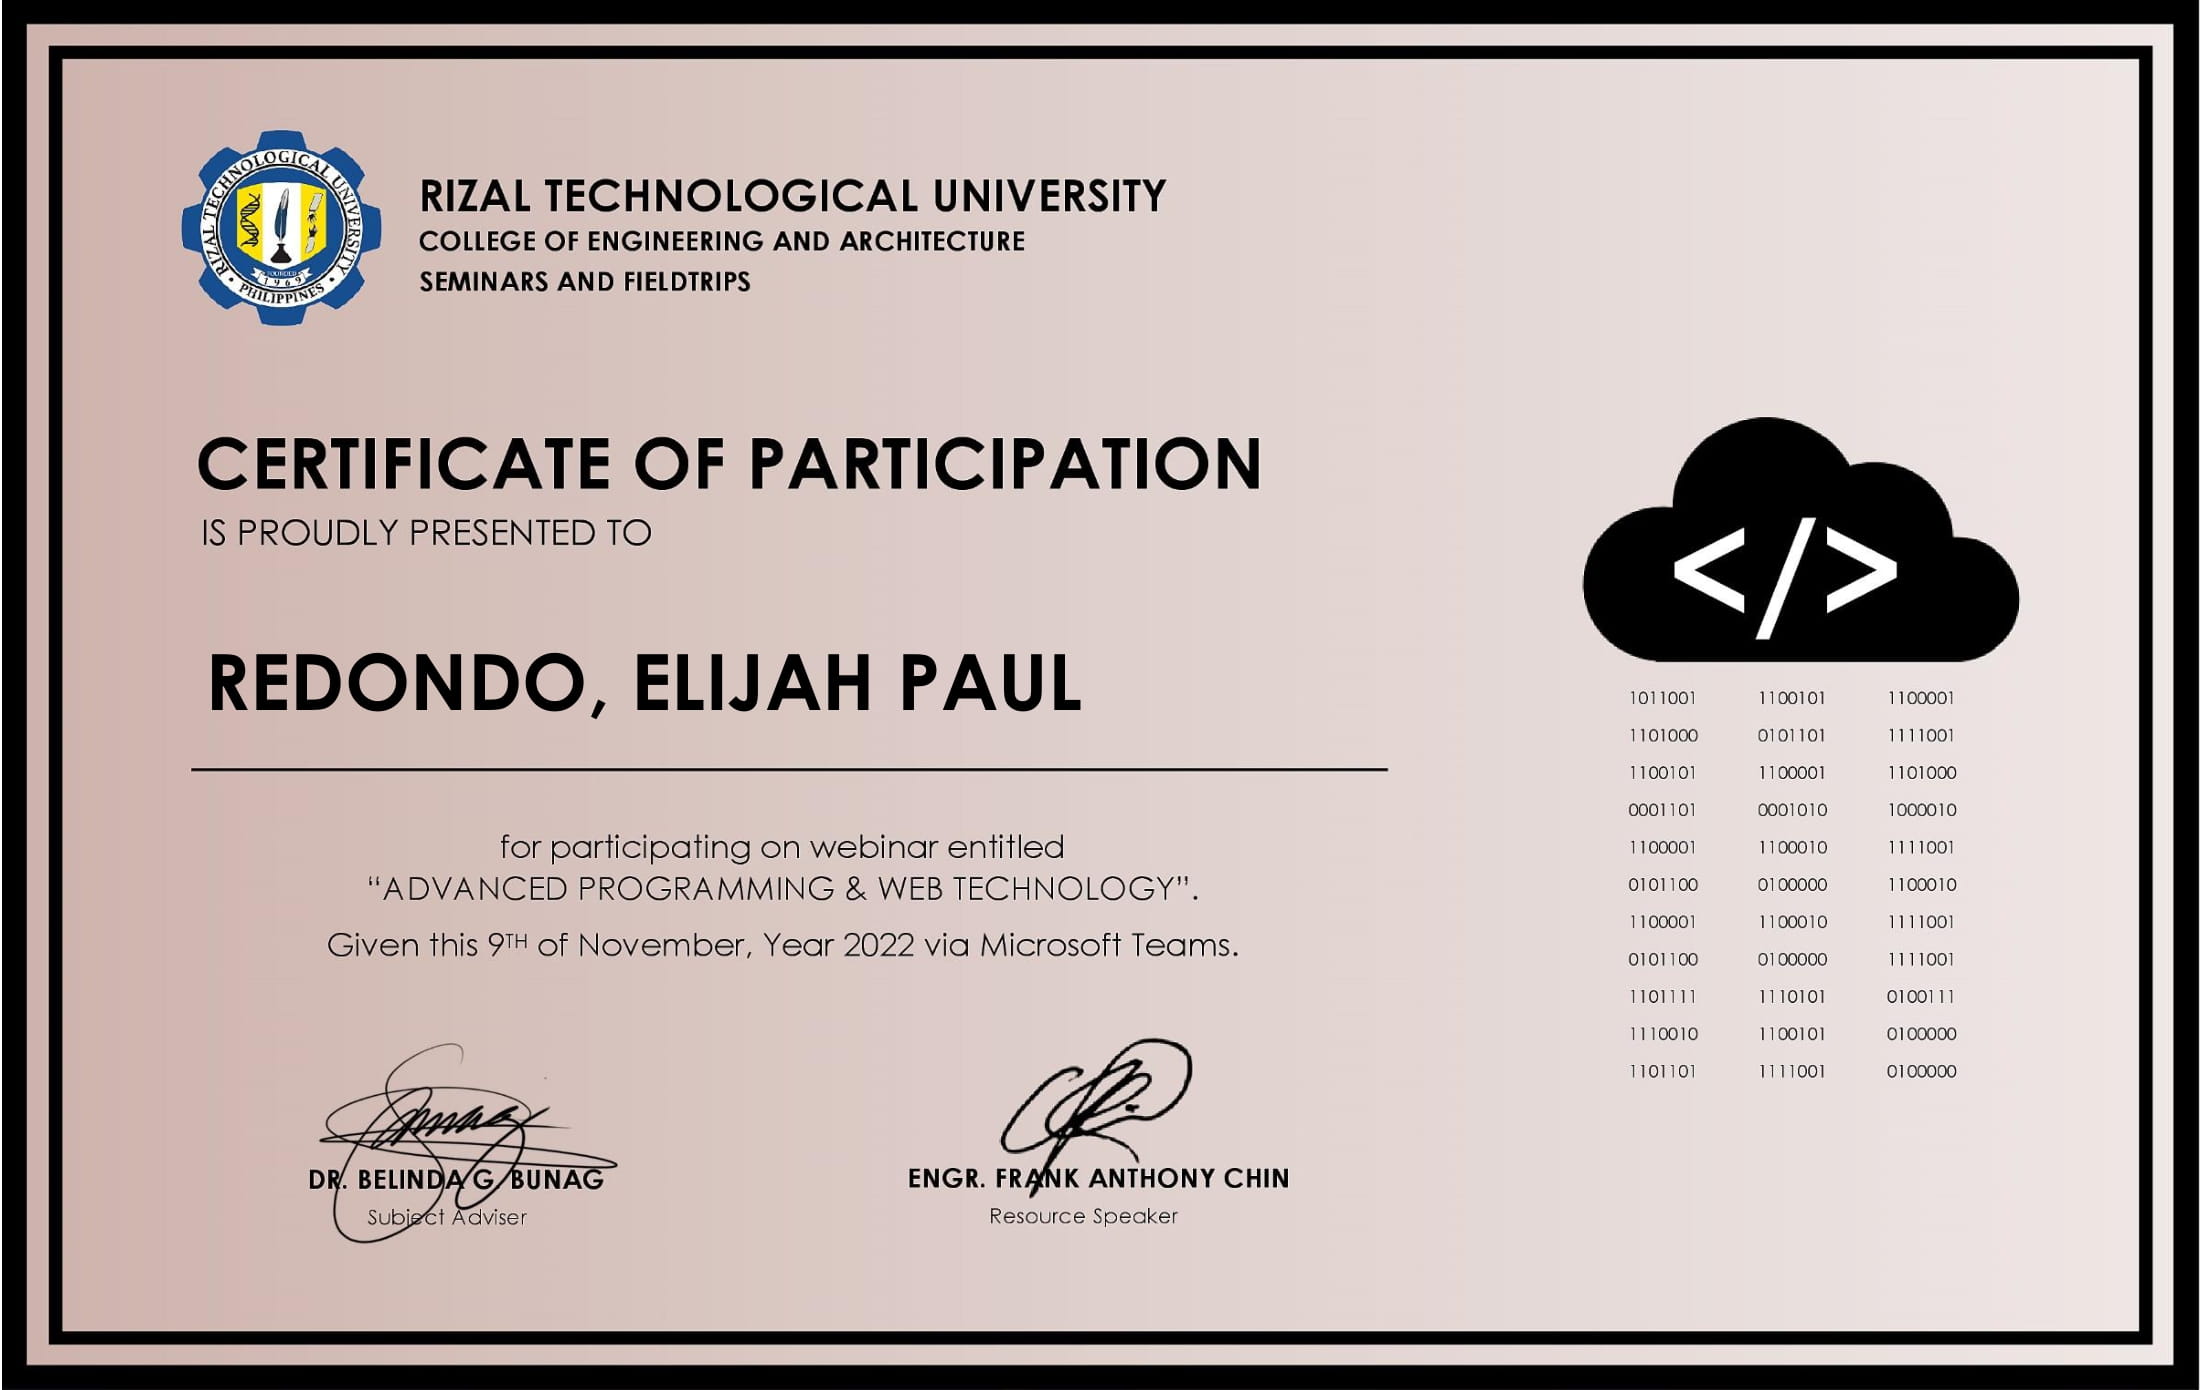 RIZAL TECHNOLOGICAL UNIVERSITY
PHILIPPINES
FOUNDED
1969
RIZAL TECHNOLOGICAL UNIVERSITY
COLLEGE OF ENGINEERING AND ARCHITECTURE
SEMINARS AND FIELDTRIPS
CERTIFICATE OF PARTICIPATION
IS PROUDLY PRESENTED TO
REDONDO, ELIJAH PAUL
for participating on webinar entitled
“ADVANCED PROGRAMMING & WEB TECHNOLOGY”.
Given this 9TH of November, Year 2022 via Microsoft Teams.
DR. BELINDA G. BUNAG
Subject Adviser
ENGR. FRANK ANTHONY CHIN
Resource Speaker
</>
1011001 1100101 1100001
1101000 0101101 1111001
1100101 1100001 1101000
0001101 0001010 1000010
1100001 1100010 1111001
0101100 0100000 1100010
1100001 1100010 1111001
0101100 0100000 1111001
1101111 1110101 0100111
1110010 1100101 0100000
1101101 1111001 0100000